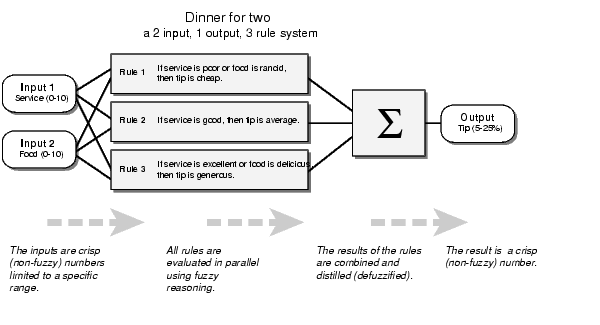 Dinner for two
a 2 input, 1 output, 3 rule system
Input 1
Service (0-10)
Input 2
Food (0-10)
Rule 1 If service is poor or food is rancid,
then tip is cheap.
Rule 2 If service is good, then tip is average.
Rule 3 If service is excellent or food is delicious
then tip is generous.
Σ
Output
Tip (5-25%)
The inputs are crisp
(non-fuzzy) numbers
limited to a specific
range.
All rules are
evaluated in parallel
using fuzzy
reasoning.
The results of the rules
are combined and
distilled (defuzzified).
The result is a crisp
(non-fuzzy) number.